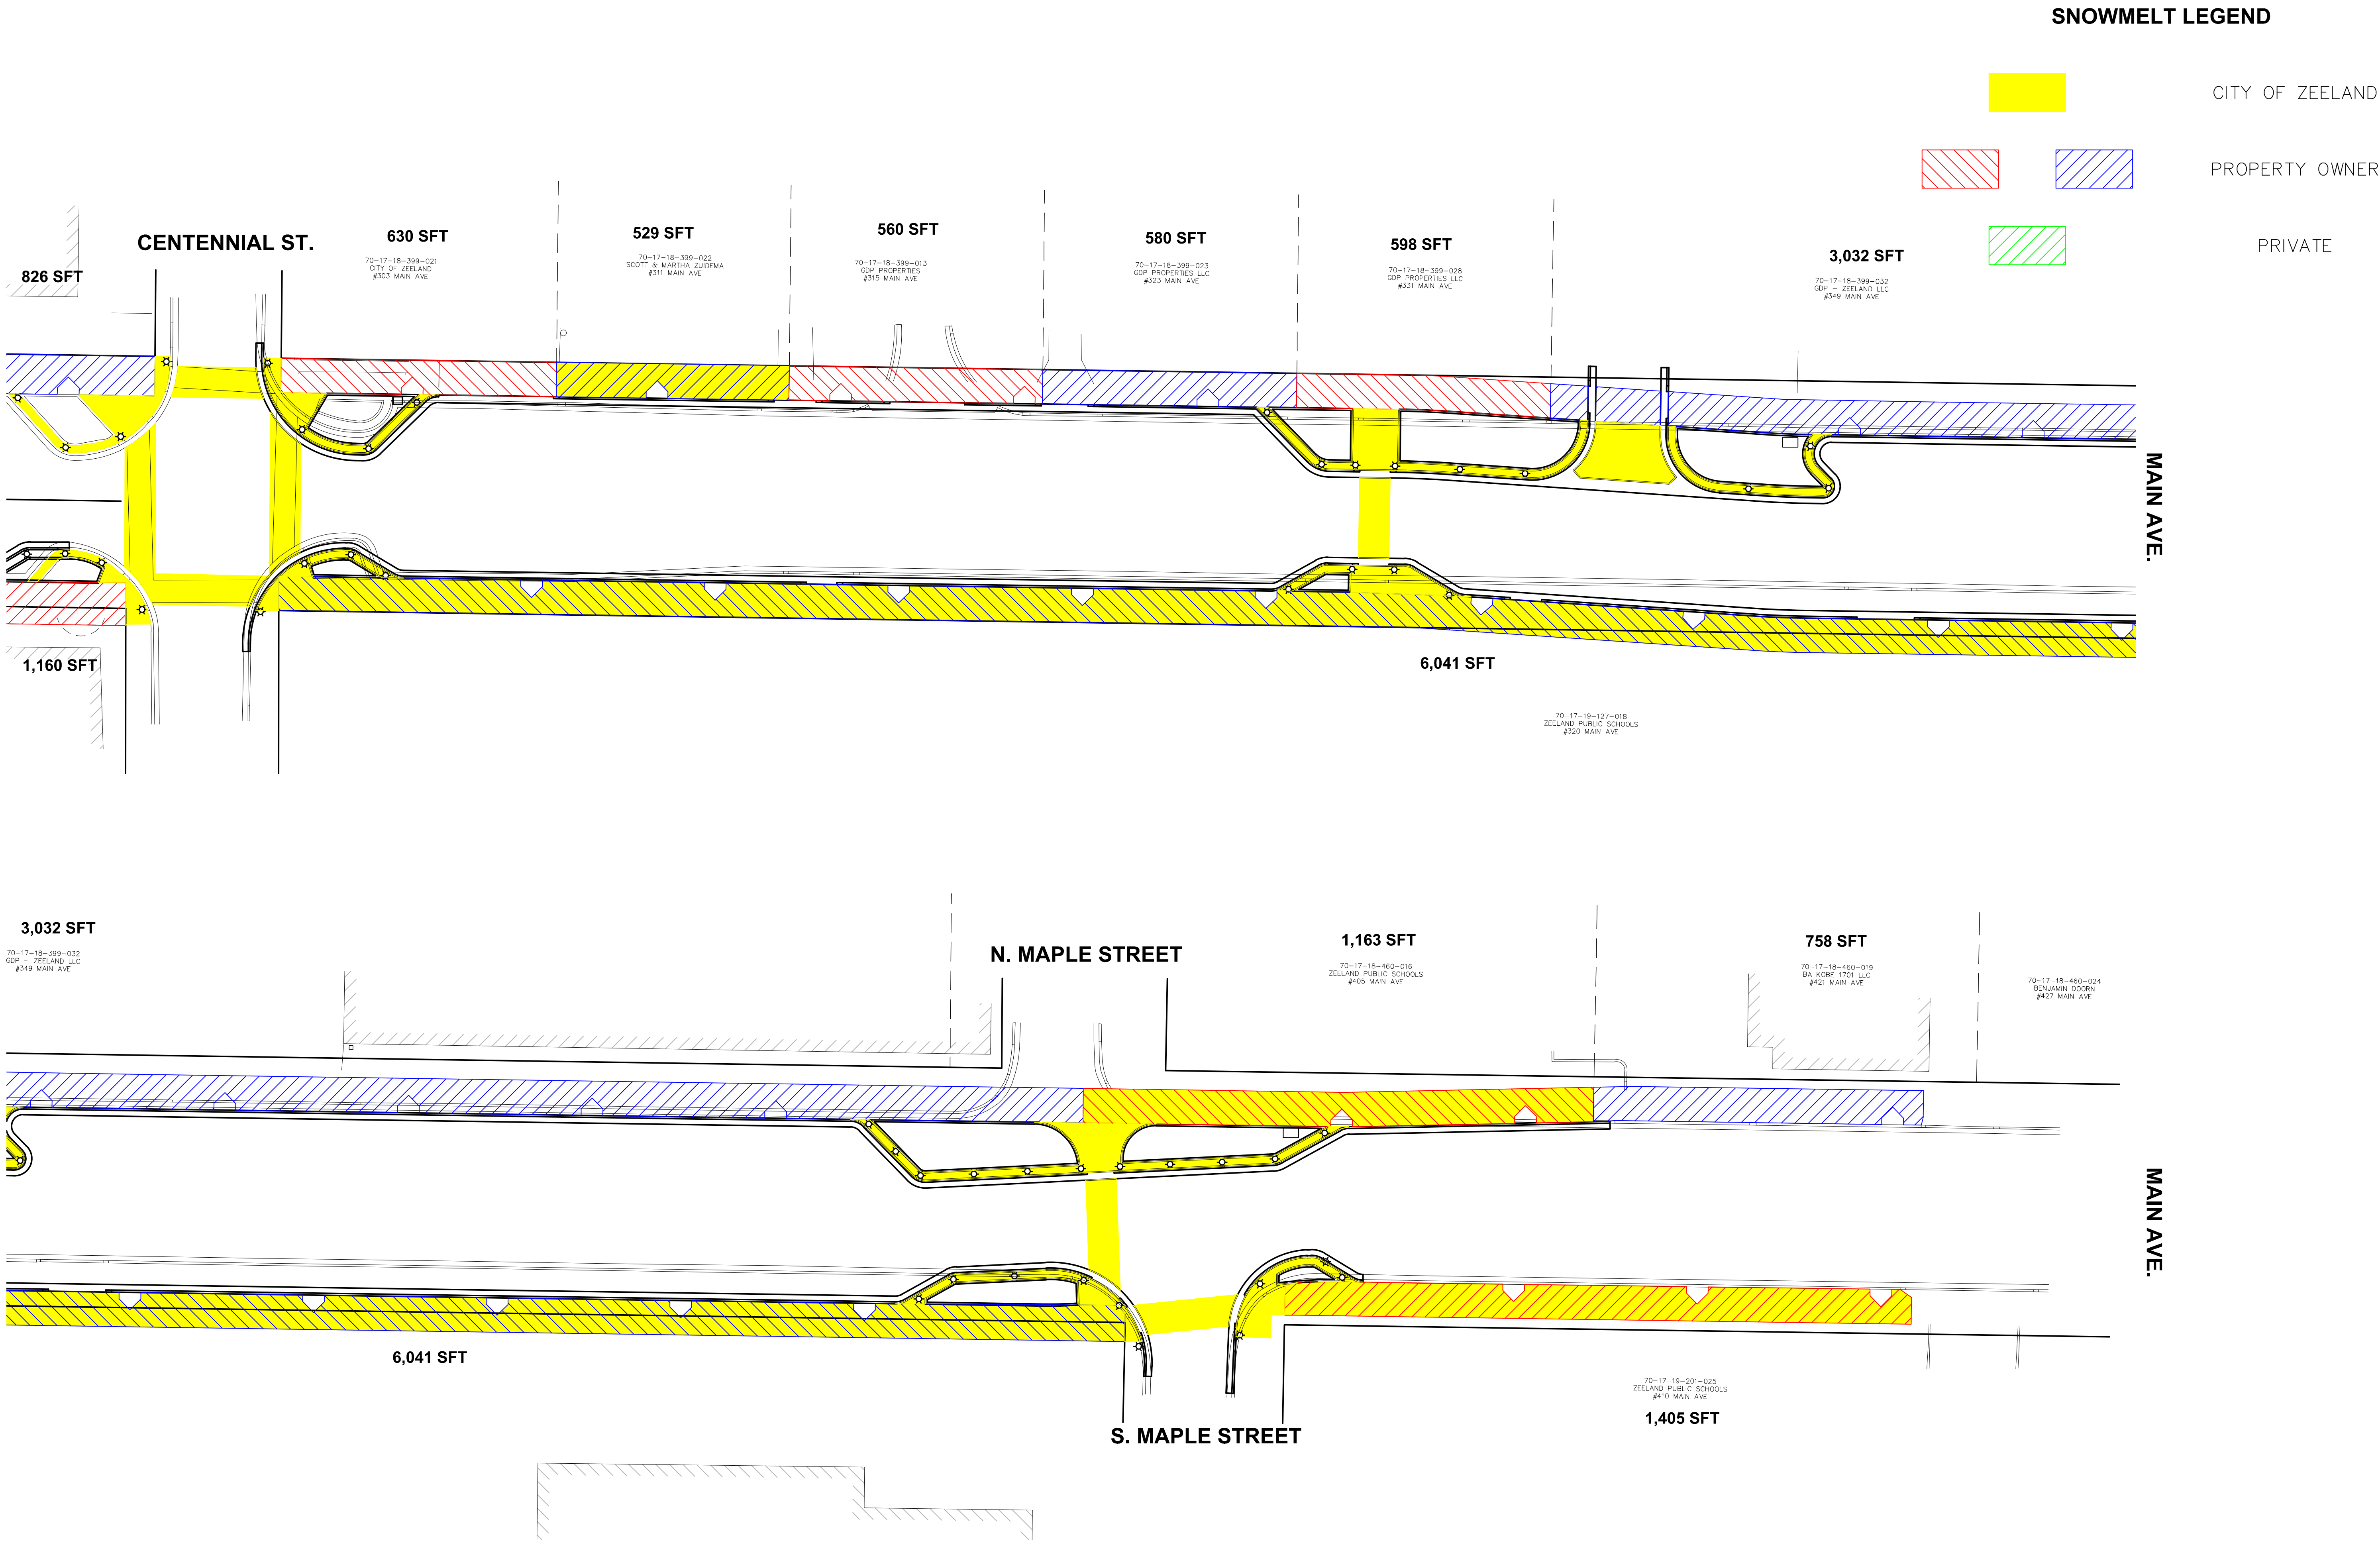 SNOWMELT LEGEND
CITY OF ZEELAND
PROPERTY OWNER
PRIVATE
CENTENNIAL ST.
826 SFT
630 SFT
70-17-18-399-021
CITY OF ZEELAND
#303 MAIN AVE
529 SFT
70-17-18-399-022
SCOTT & MARTHA ZUIDEMA
#311 MAIN AVE
560 SFT
70-17-18-399-013
GDP PROPERTIES
#315 MAIN AVE
580 SFT
70-17-18-399-023
GDP PROPERTIES LLC
#323 MAIN AVE
598 SFT
70-17-18-399-028
GDP PROPERTIES LLC
#331 MAIN AVE
3,032 SFT
70-17-18-399-032
GDP - ZEELAND LLC
#349 MAIN AVE
MAIN AVE.
1,160 SFT
6,041 SFT
70-17-19-127-018
ZEELAND PUBLIC SCHOOLS
#320 MAIN AVE
3,032 SFT
70-17-18-399-032
GDP - ZEELAND LLC
#349 MAIN AVE
N. MAPLE STREET
1,163 SFT
70-17-18-460-016
ZEELAND PUBLIC SCHOOLS
#405 MAIN AVE
758 SFT
70-17-18-460-019
BA KOBE 1701 LLC
#421 MAIN AVE
70-17-18-460-024
BENJAMIN DOORN
#427 MAIN AVE
MAIN AVE.
6,041 SFT
70-17-19-201-025
ZEELAND PUBLIC SCHOOLS
#410 MAIN AVE
1,405 SFT
S. MAPLE STREET